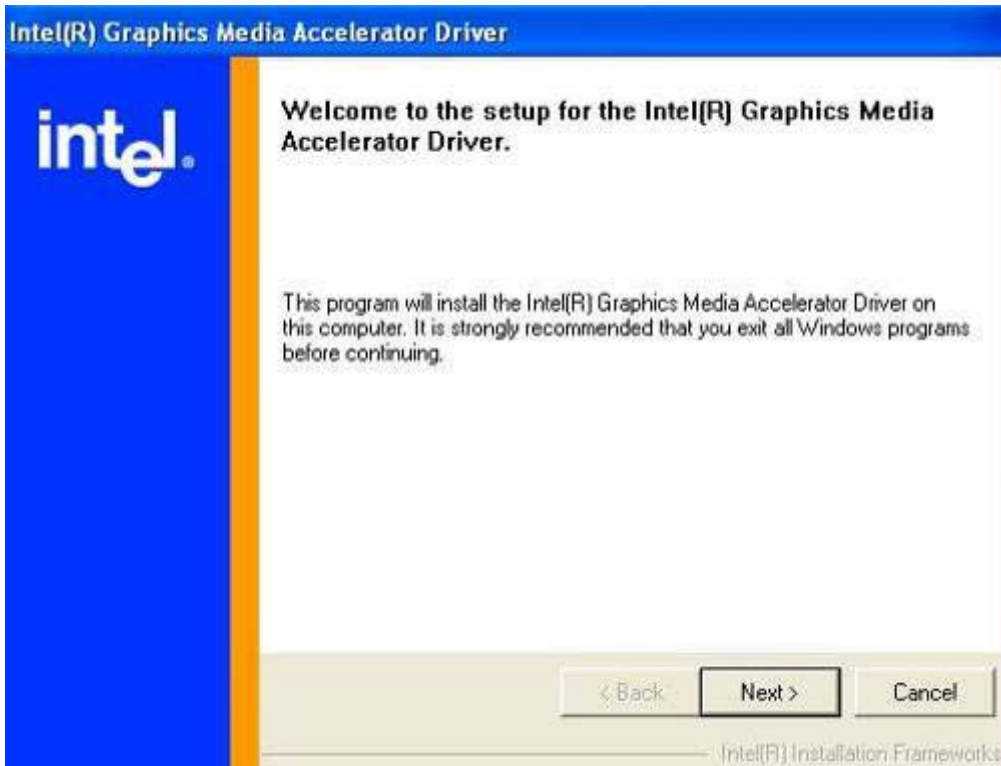 Intel(R) Graphics Media Accelerator Driver
intel®
Welcome to the setup for the Intel(R) Graphics Media
Accelerator Driver.
This program will install the Intel(R) Graphics Media Accelerator Driver on
this computer. It is strongly recommended that you exit all Windows programs
before continuing.
< Back
Next >
Cancel
Intel(R) Installation Frameworks